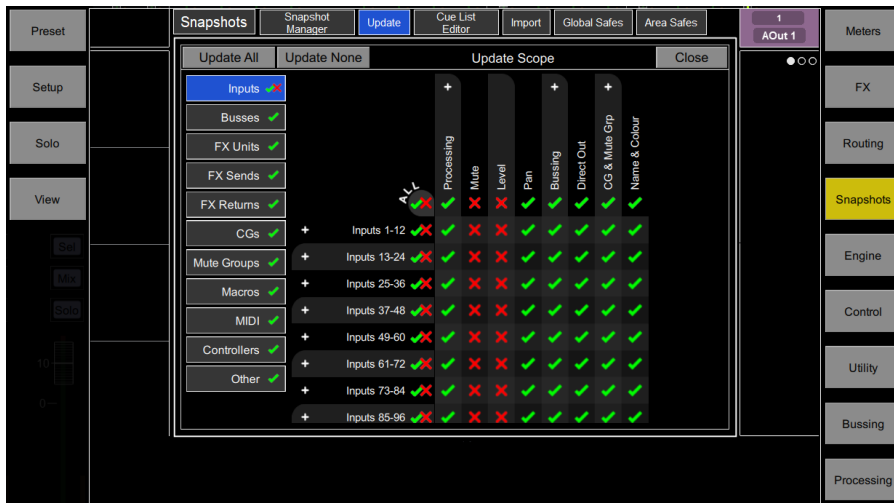 Preset
Setup
Solo
View
Sel
Mix
Solo
10
0
Snapshots
Snapshot
Manager
Update
Cue List
Editor
Import
Global Safes
Area Safes
1
AOut 1
Update All
Update None
Update Scope
Close
Inputs
Busses
FX Units
FX Sends
FX Returns
CGs
Mute Groups
Macros
MIDI
Controllers
Other
ALL
Processing
Mute
Level
Pan
Bussing
Direct Out
CG & Mute Grp
Name & Colour
Inputs 1-12
Inputs 13-24
Inputs 25-36
Inputs 37-48
Inputs 49-60
Inputs 61-72
Inputs 73-84
Inputs 85-96
Meters
FX
Routing
Snapshots
Engine
Control
Utility
Bussing
Processing